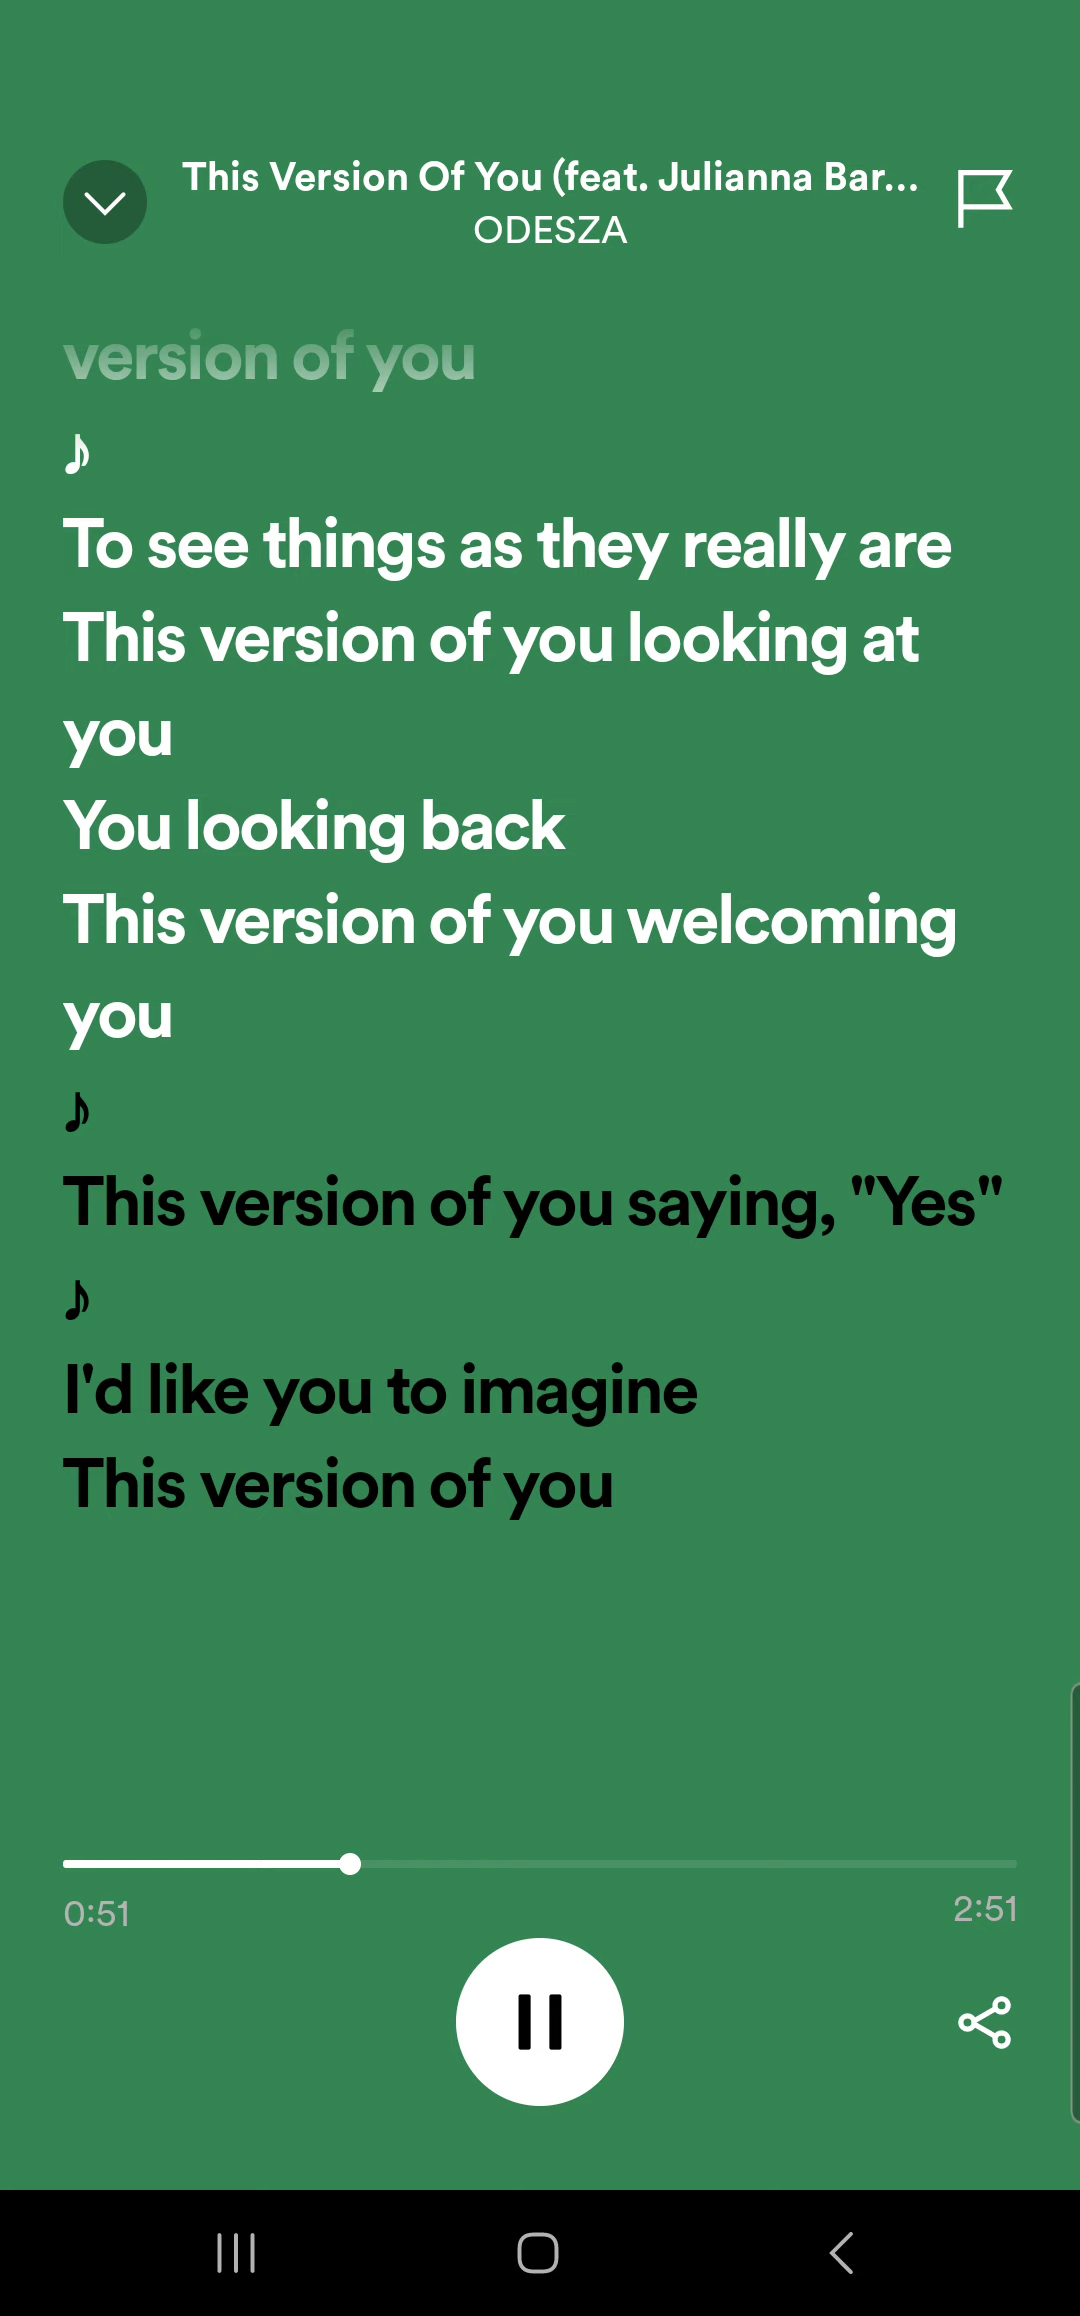 This Version Of You (feat. Julianna Bar...
ODESZA
version of you
♪
To see things as they really are
This version of you looking at
you
You looking back
This version of you welcoming
you
♪
This version of you saying, "Yes"
♪
I'd like you to imagine
This version of you
0:51
2:51